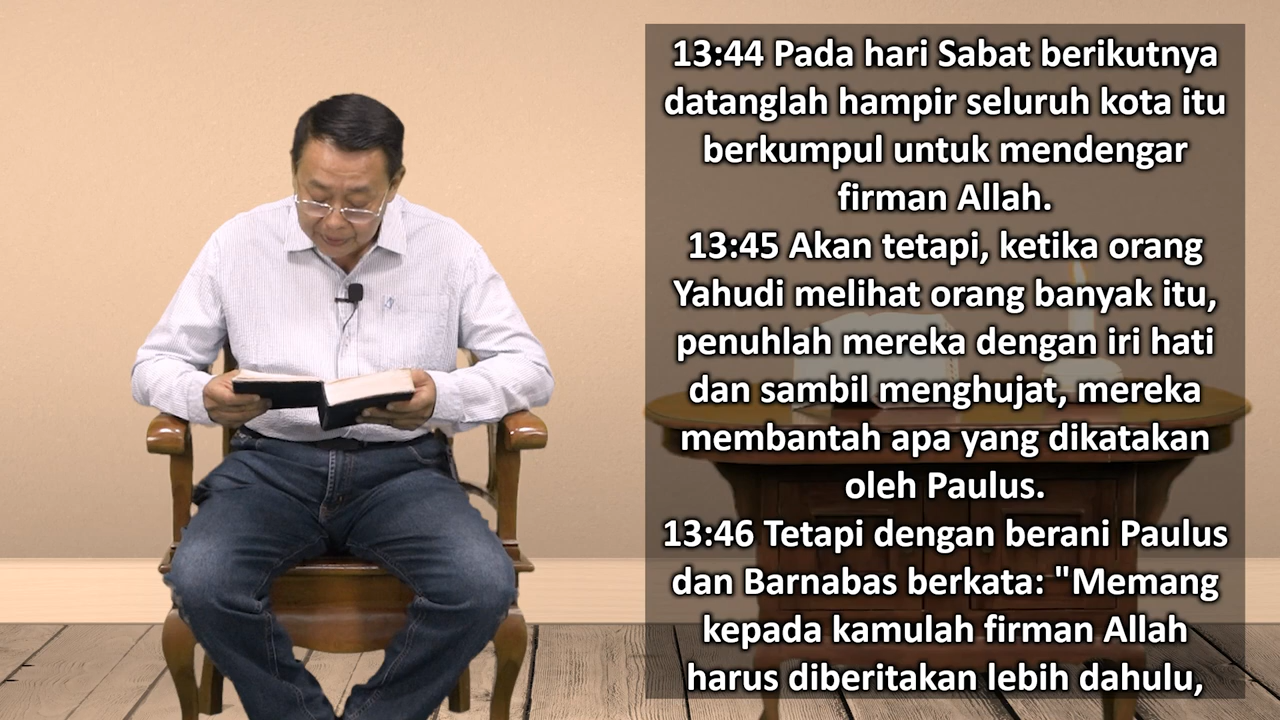 13:44 Pada hari Sabat berikutnya
datanglah hampir seluruh kota itu
berkumpul untuk mendengar
firman Allah.
13:45 Akan tetapi, ketika orang
Yahudi melihat orang banyak itu,
penuhlah mereka dengan iri hati
dan sambil menghujat, mereka
membantah apa yang dikatakan
oleh Paulus.
13:46 Tetapi dengan berani Paulus
dan Barnabas berkata: "Memang
kepada kamulah firman Allah
harus diberitakan lebih dahulu,